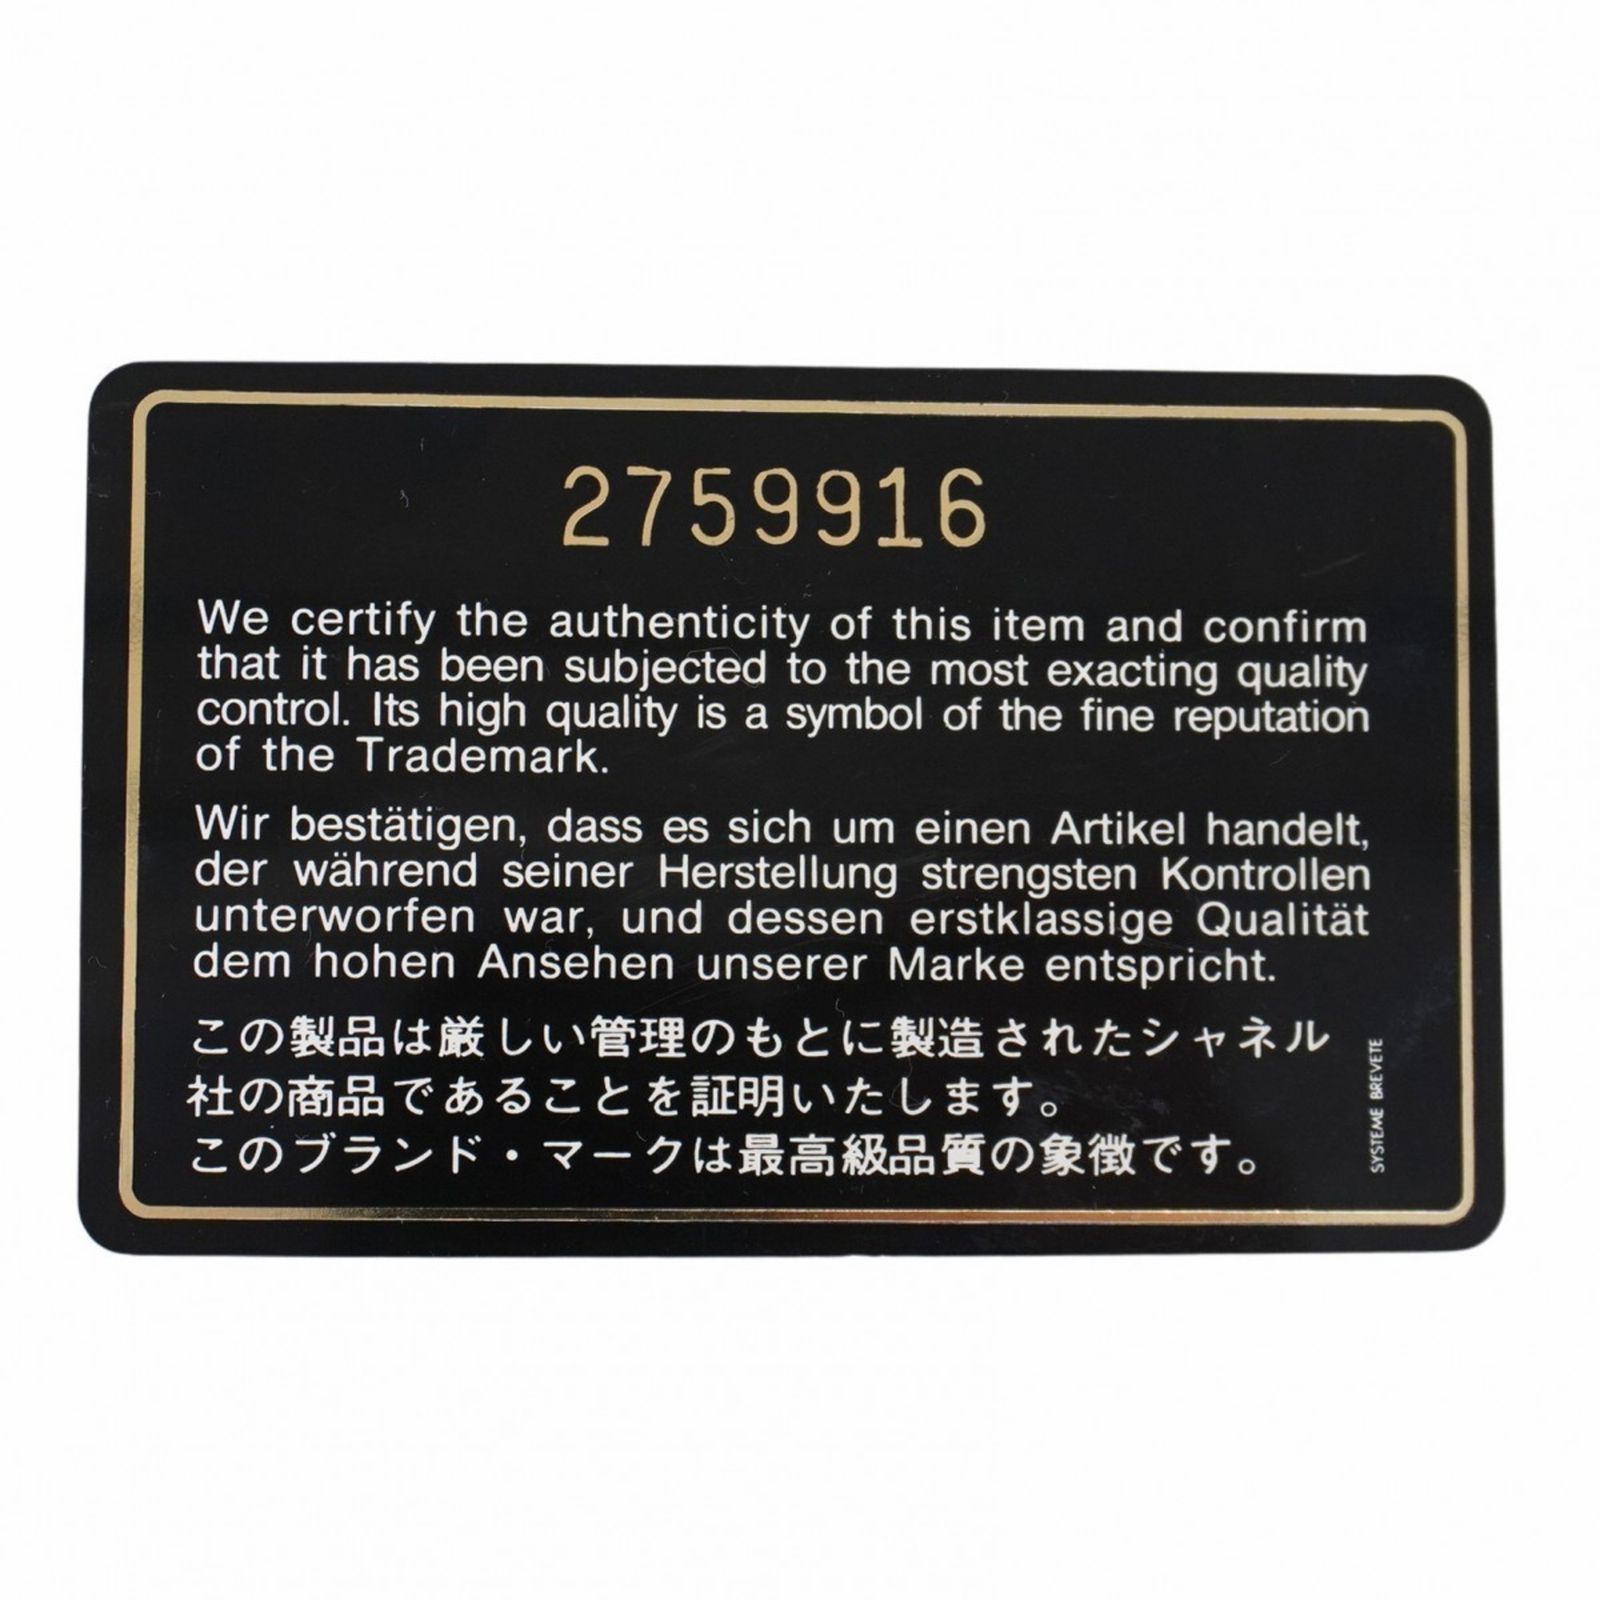 2759916
We certify the authenticity of this item and confirm
that it has been subjected to the most exacting quality
control. Its high quality is a symbol of the fine reputation
of the Trademark.
Wir bestätigen, dass es sich um einen Artikel handelt,
der während seiner Herstellung strengsten Kontrollen
unterworfen war, und dessen erstklassige Qualität
dem hohen Ansehen unserer Marke entspricht.
この製品は厳しい管理のもとに製造されたシャネル
社の商品であることを証明いたします。
このブランド・マークは最高級品質の象徴です。
SYSTEME BREVETE